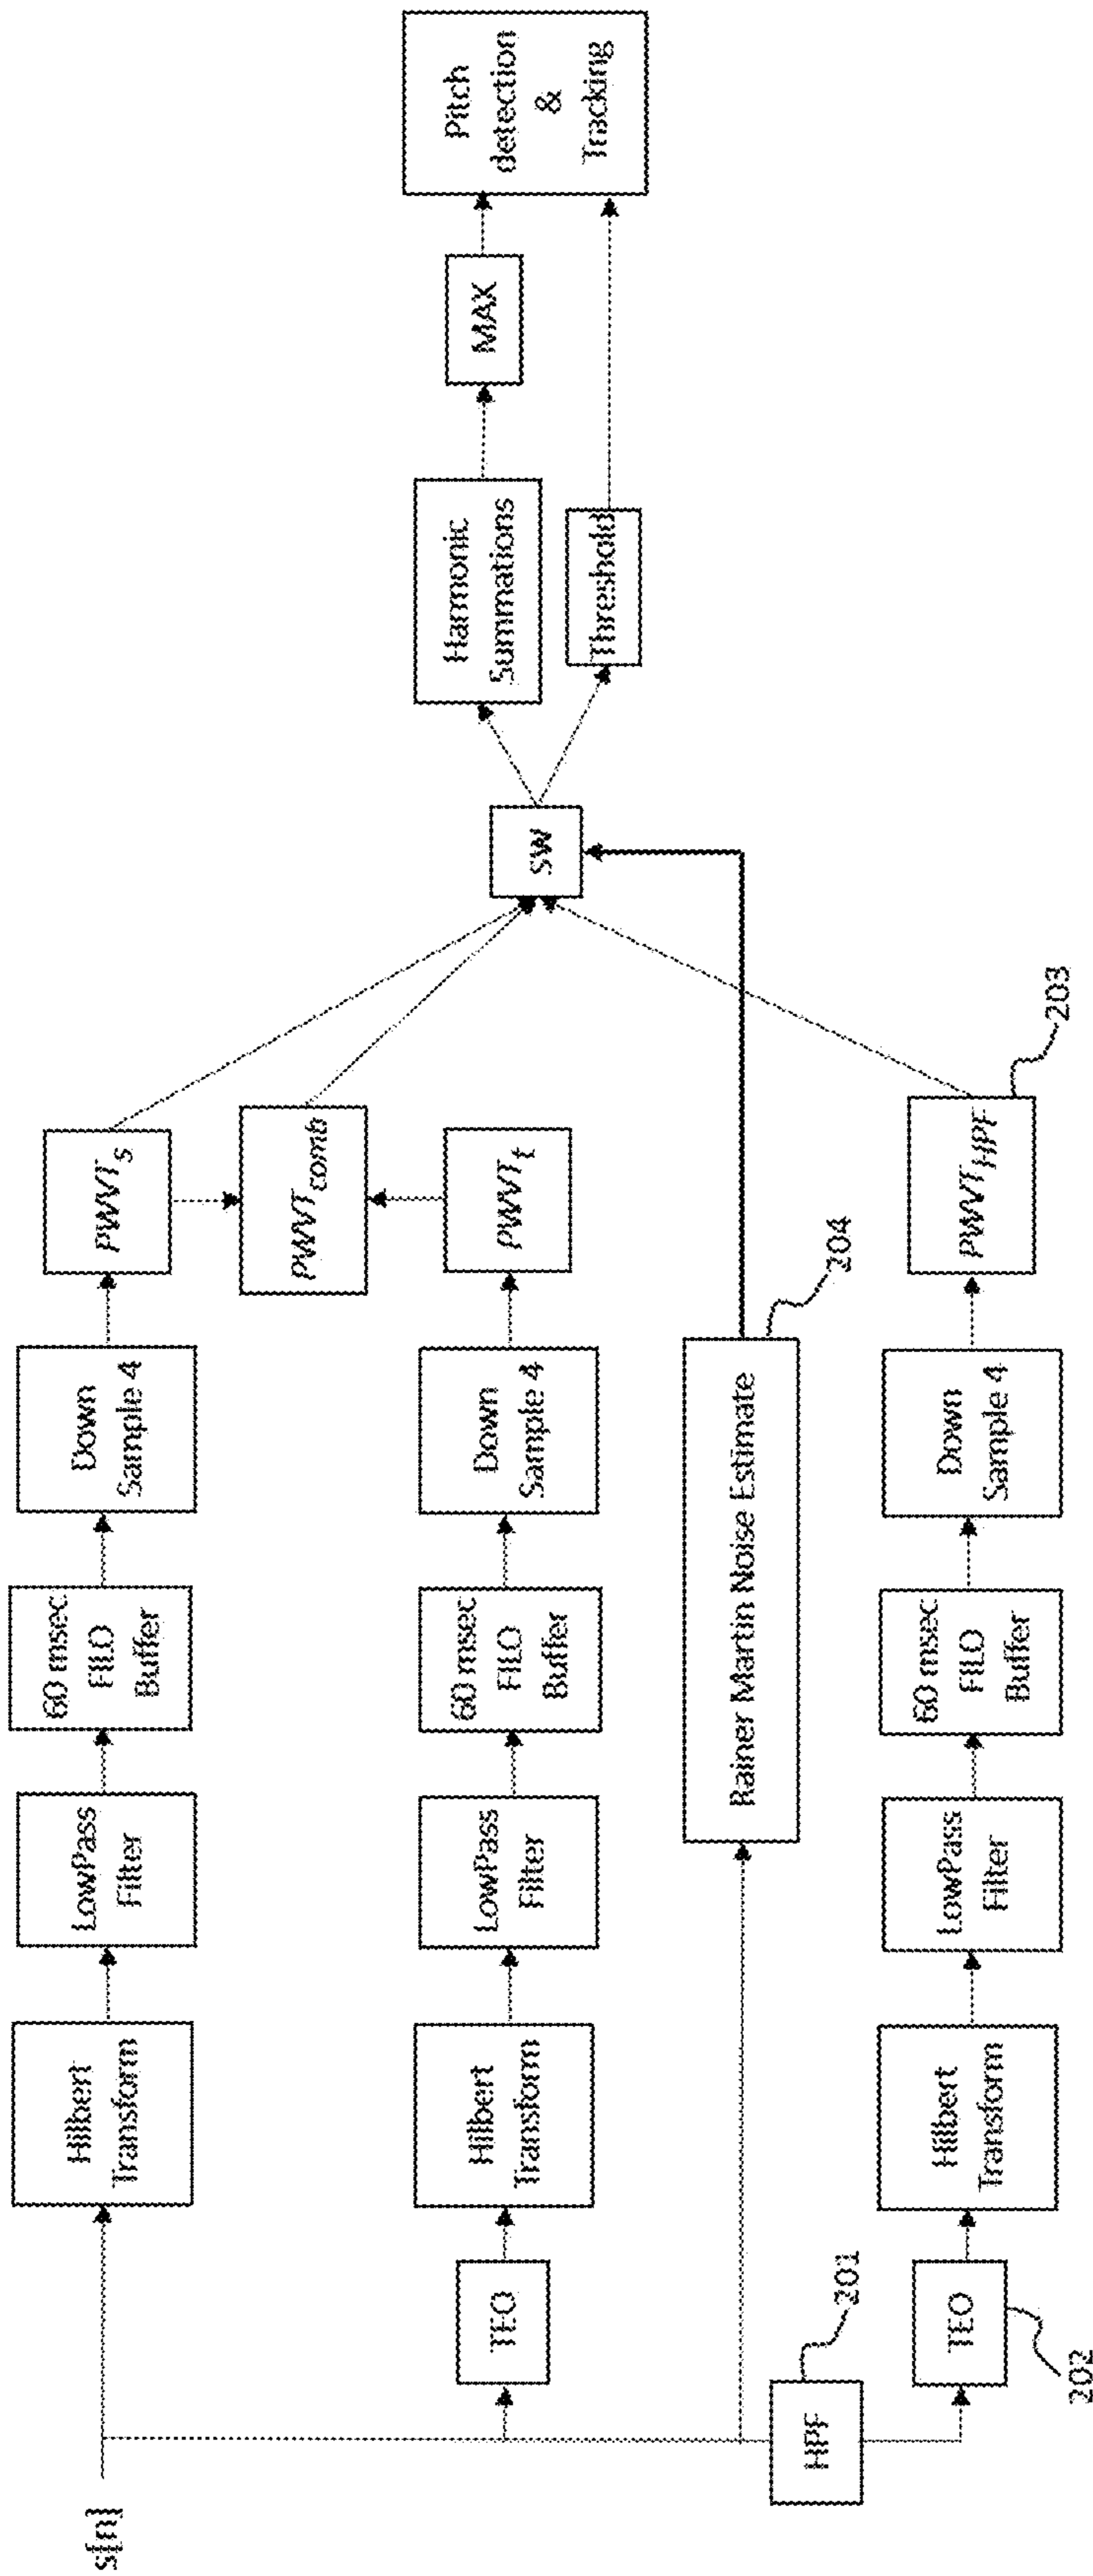 s[n]
Hilbert
Transform
LowPass
Filter
60 msec
FILO
Buffer
Down
Sample 4
PWVT_s
PWVT_comb
TEO
Hilbert
Transform
LowPass
Filter
60 msec
FILO
Buffer
Down
Sample 4
PWVT_t
Rainer Martin Noise Estimate
204
HPF
201
TEO
202
Hilbert
Transform
LowPass
Filter
60 msec
FILO
Buffer
Down
Sample 4
PWVT_HPF
203
SW
Harmonic
Summations
Threshold
MAX
Pitch
detection
&
Tracking